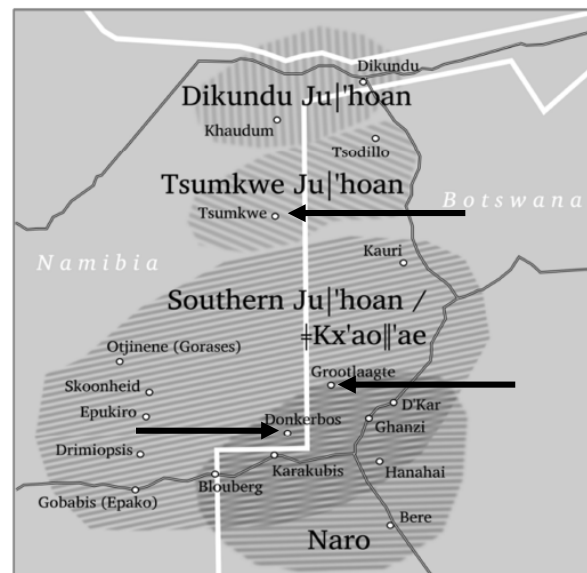 Dikundu
Dikundu Ju|'hoan
Khaudum
Tsodillo
Tsumkwe Ju|'hoan
Tsumkwe
Botswana
Namibia
Kauri
Southern Ju|'hoan /
ǂKx'aoǁ'ae
Otjinene (Gorases)
Grootlaagte
Skoonheid
D'Kar
Epukiro
Donkerbos
Ghanzi
Drimiopsis
Karakubis
Hanahai
Blouberg
Gobabis (Epako)
Bere
Naro